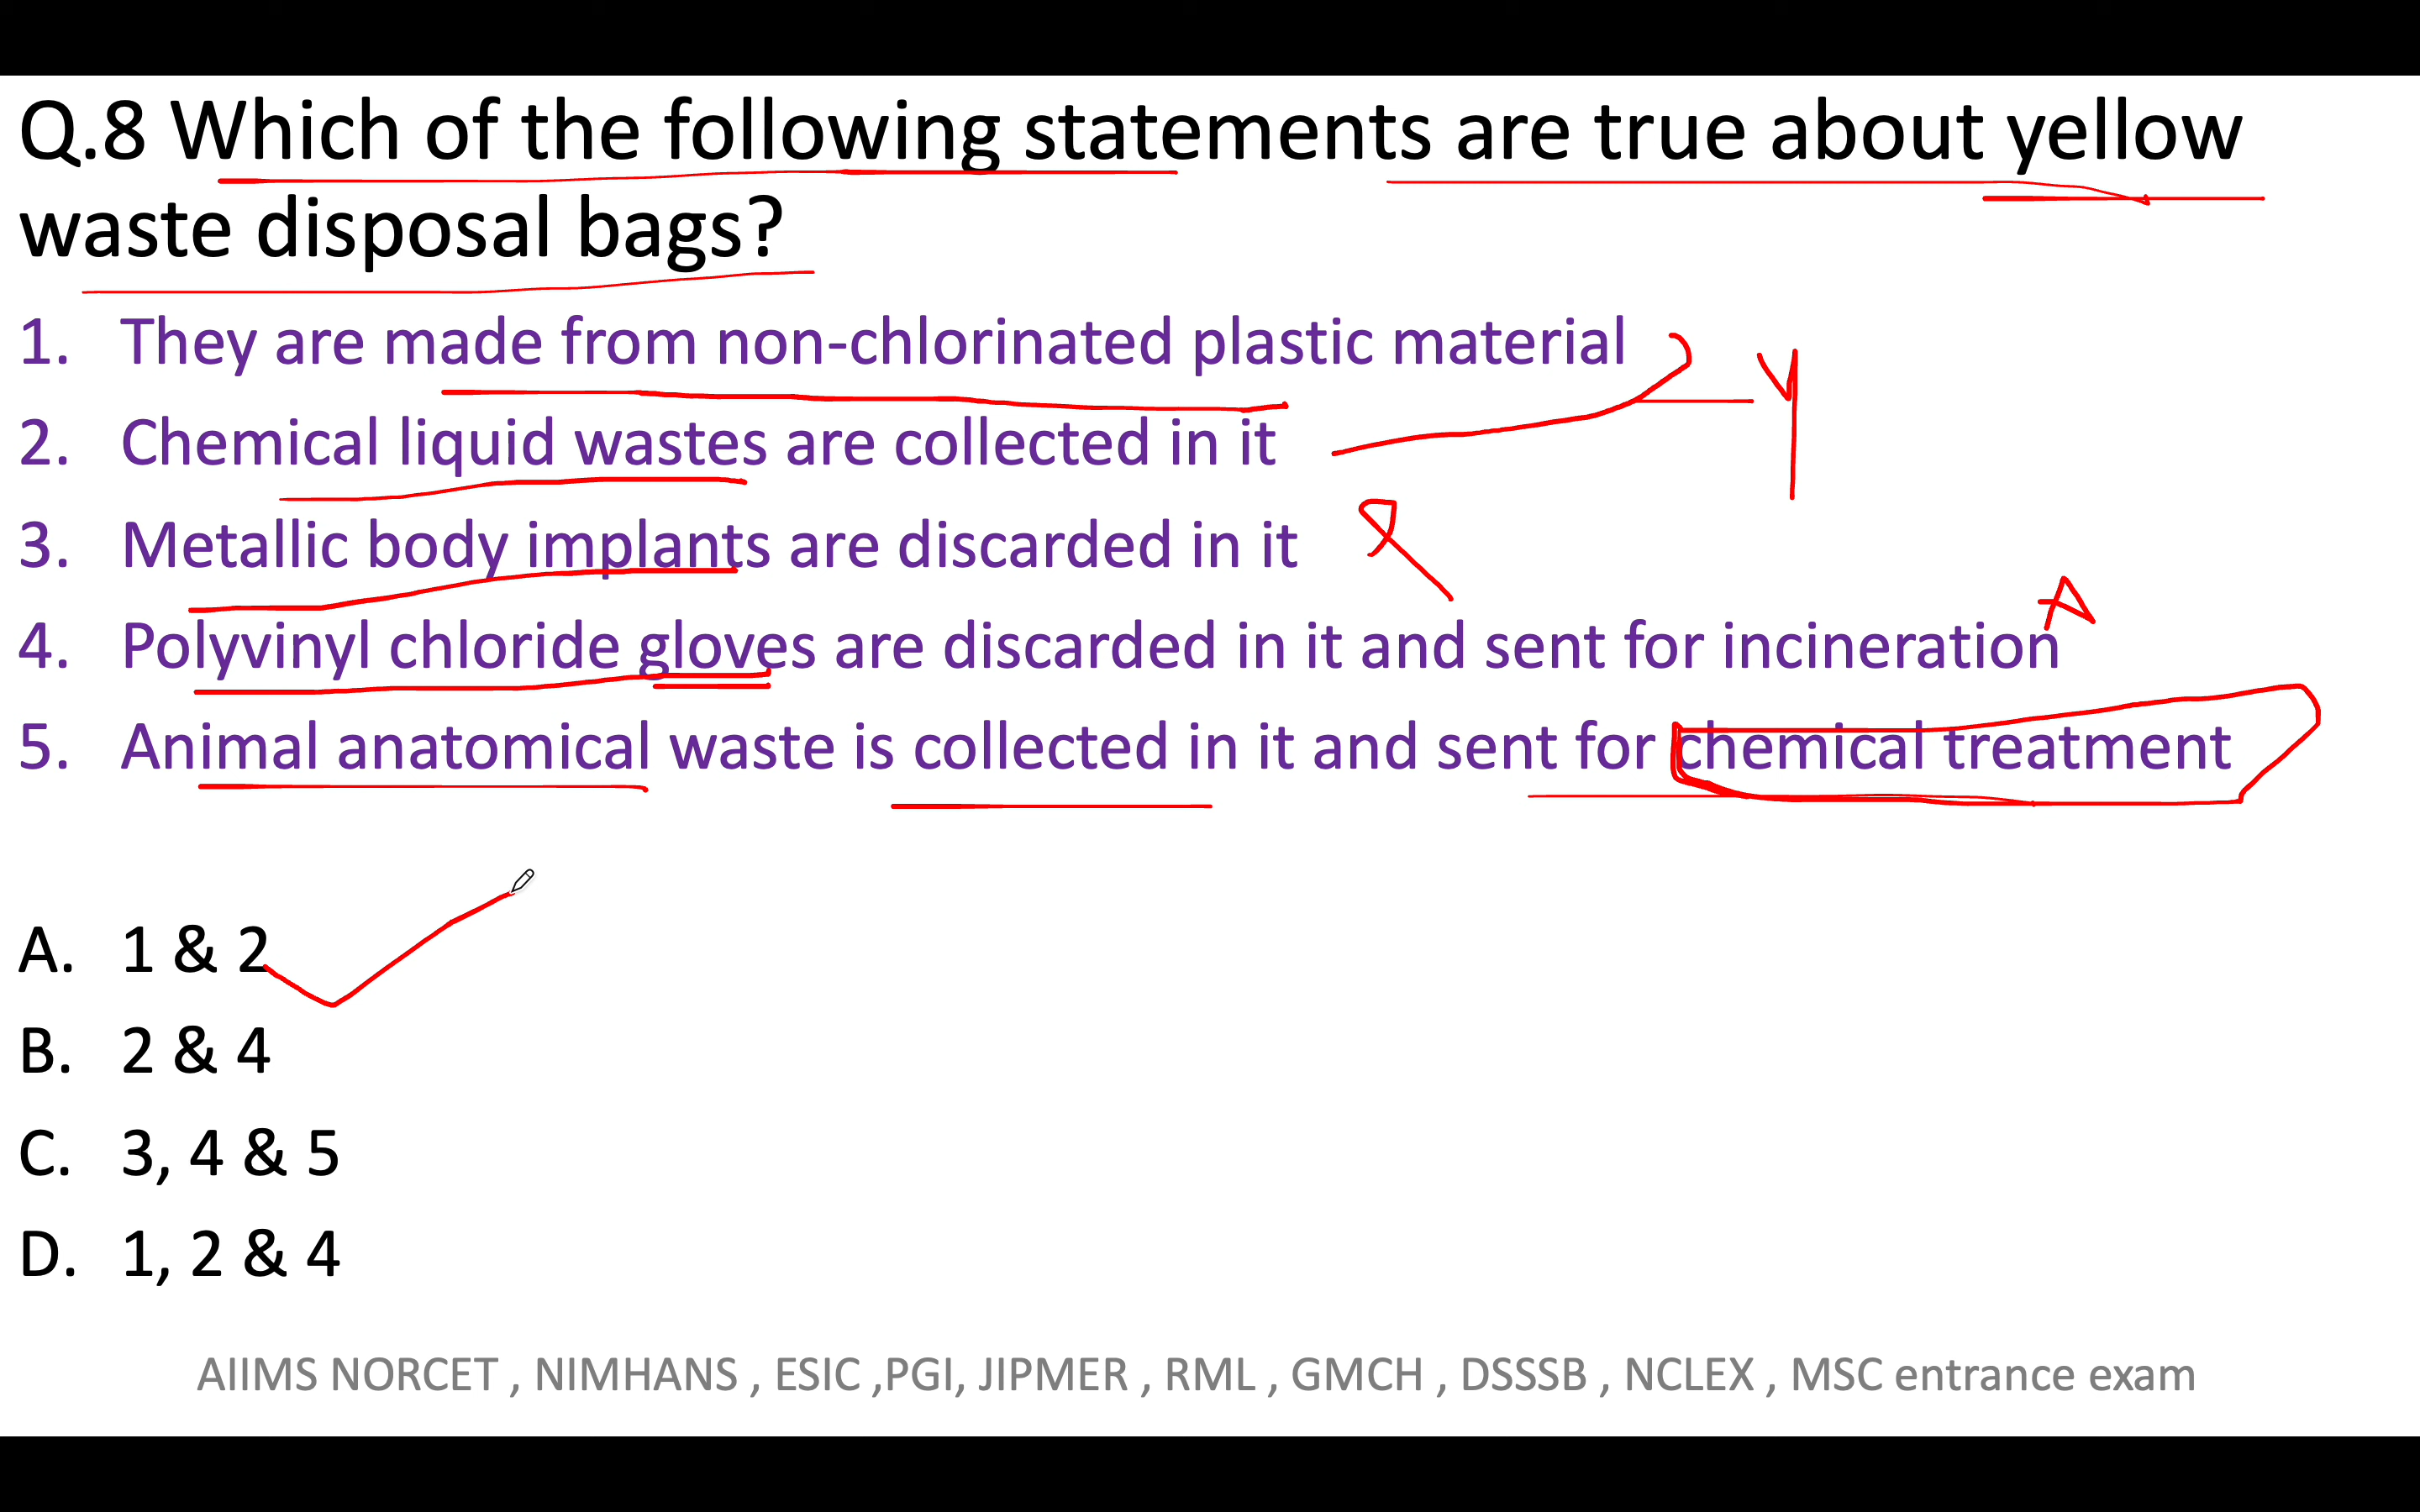 Q.8 Which of the following statements are true about yellow
waste disposal bags?
1. They are made from non-chlorinated plastic material
2. Chemical liquid wastes are collected in it
3. Metallic body implants are discarded in it
4. Polyvinyl chloride gloves are discarded in it and sent for incineration
5. Animal anatomical waste is collected in it and sent for chemical treatment
A. 1 & 2
B. 2 & 4
C. 3, 4 & 5
D. 1, 2 & 4
AIIMS NORCET , NIMHANS , ESIC ,PGI, JIPMER , RML , GMCH , DSSSB , NCLEX , MSC entrance exam